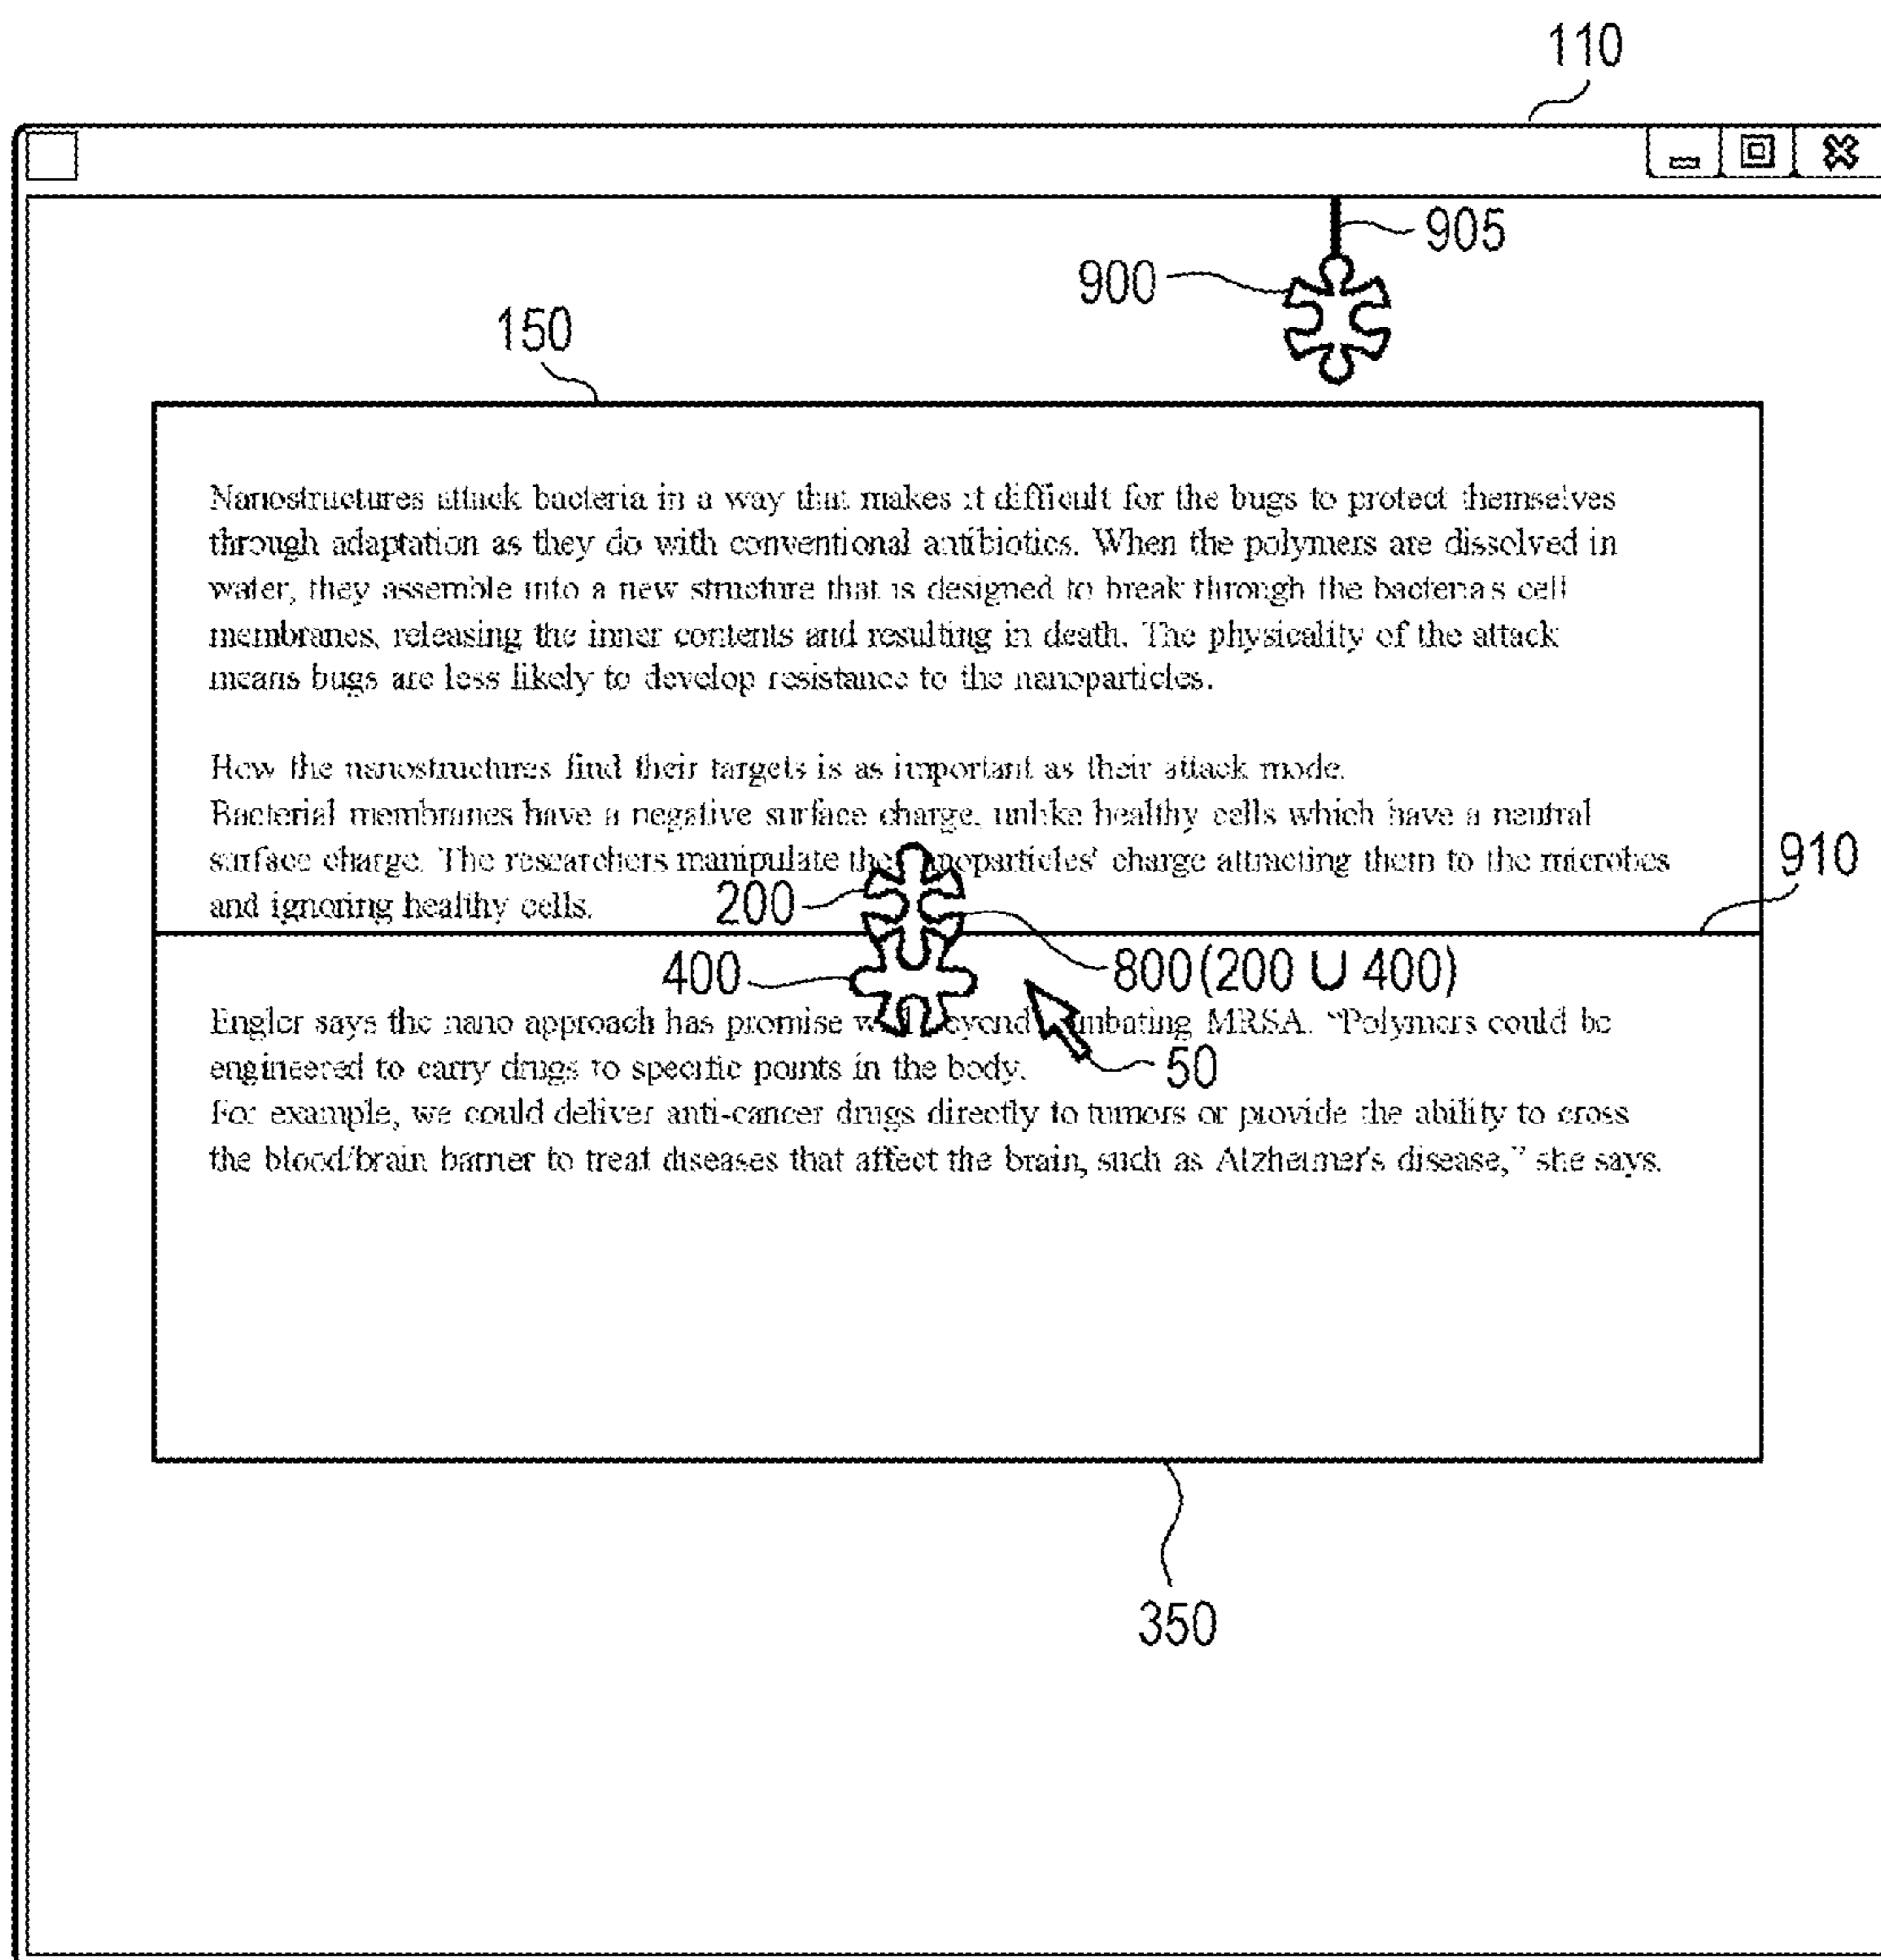 110
905
900
150
Nanostructures attack bacteria in a way that makes it difficult for the bugs to protect themselves
through adaptation as they do with conventional antibiotics. When the polymers are dissolved in
water, they assemble into a new structure that is designed to break through the bacteria's cell
membranes, releasing the inner contents and resulting in death. The physicality of the attack
means bugs are less likely to develop resistance to the nanoparticles.
How the nanostructures find their targets is as important as their attack mode.
Bacterial membranes have a negative surface charge, unlike healthy cells which have a neutral
surface charge. The researchers manipulate the noparticles' charge attracting them to the microbes
910
and ignoring healthy cells.
200
400
800 (200 ∪ 400)
Engler says the nano approach has promise w eyond mbating MRSA. “Polymers could be
engineered to carry drugs to specific points in the body.
50
For example, we could deliver anti-cancer drugs directly to tumors or provide the ability to cross
the blood/brain barrier to treat diseases that affect the brain, such as Alzheimer's disease,” she says.
350